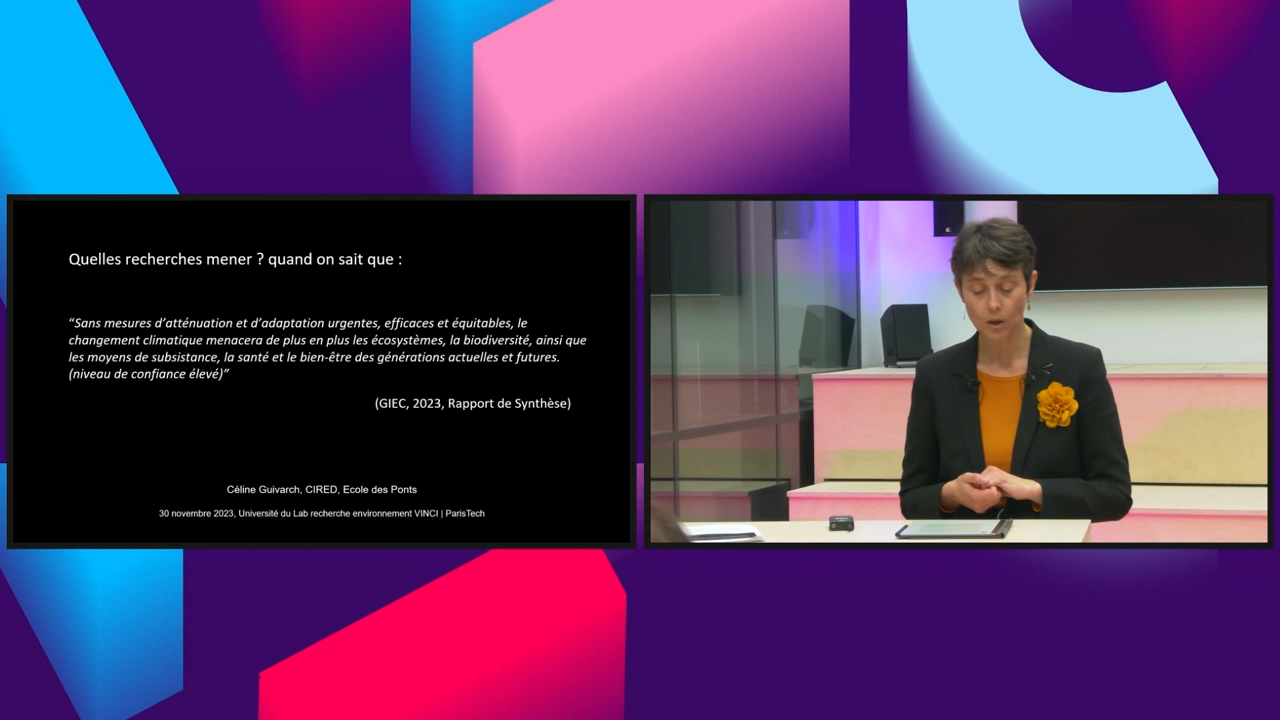 Quelles recherches mener ? quand on sait que :
“Sans mesures d’atténuation et d’adaptation urgentes, efficaces et équitables, le
changement climatique menacera de plus en plus les écosystèmes, la biodiversité, ainsi que
les moyens de subsistance, la santé et le bien-être des générations actuelles et futures.
(niveau de confiance élevé)”
(GIEC, 2023, Rapport de Synthèse)
Céline Guivarch, CIRED, Ecole des Ponts
30 novembre 2023, Université du Lab recherche environnement VINCI | ParisTech